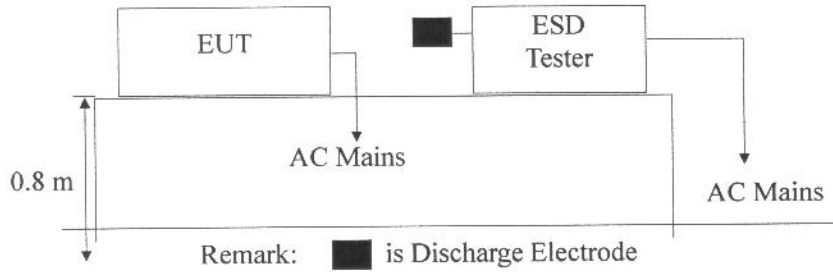 EUT
ESD
Tester
AC Mains
0.8 m
AC Mains
Remark: is Discharge Electrode